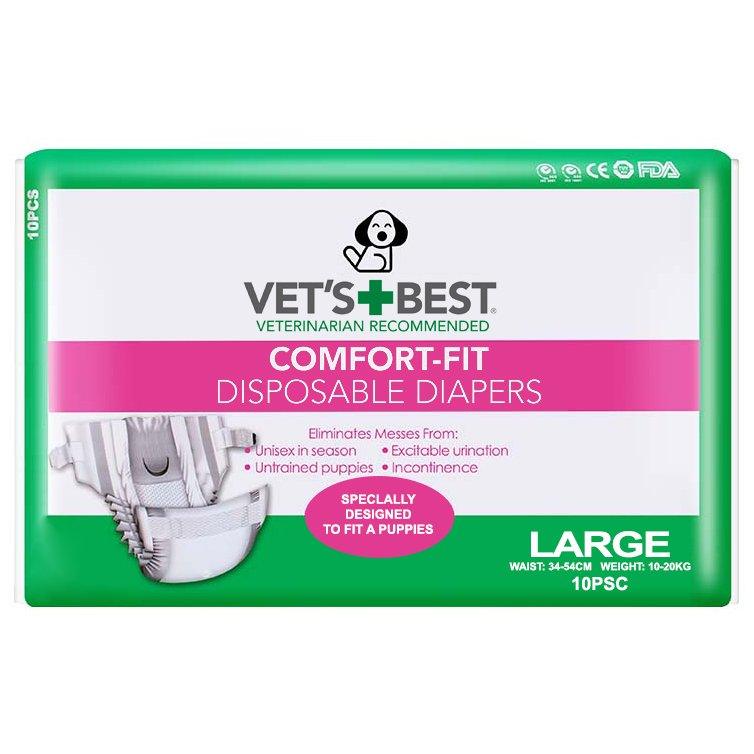 10PCS
CE
FDA
VET'S+BEST®
VETERINARIAN RECOMMENDED
COMFORT-FIT
DISPOSABLE DIAPERS
Eliminates Messes From:
• Unisex in season • Excitable urination
• Untrained puppies • Incontinence
SPECLALLY
DESIGNED
TO FIT A PUPPIES
LARGE
WAIST: 34-54CM WEIGHT: 10-20KG
10PSC